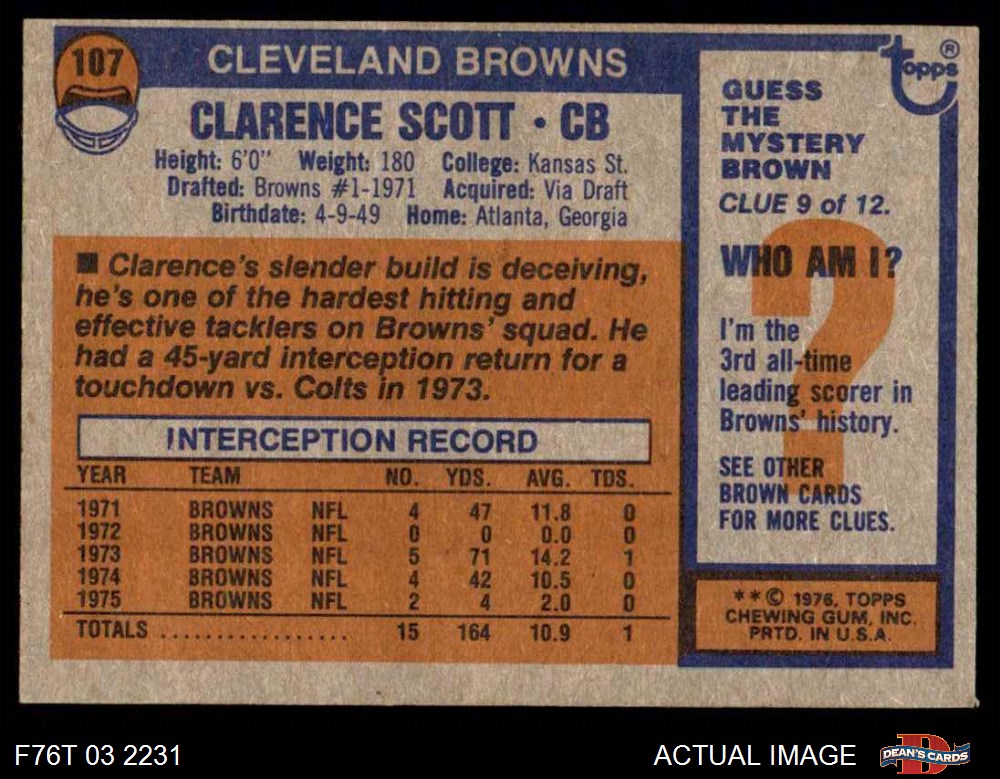 107
CLEVELAND BROWNS
CLARENCE SCOTT • CB
Height: 6'0" Weight: 180 College: Kansas St.
Drafted: Browns #1-1971 Acquired: Via Draft
Birthdate: 4-9-49 Home: Atlanta, Georgia
■ Clarence's slender build is deceiving,
he's one of the hardest hitting and
effective tacklers on Browns' squad. He
had a 45-yard interception return for a
touchdown vs. Colts in 1973.
INTERCEPTION RECORD
YEAR TEAM NO. YDS. AVG. TDS.
1971 BROWNS NFL 4 47 11.8 0
1972 BROWNS NFL 0 0 0.0 0
1973 BROWNS NFL 5 71 14.2 1
1974 BROWNS NFL 4 42 10.5 0
1975 BROWNS NFL 2 4 2.0 0
TOTALS .................. 15 164 10.9 1
topps ®
GUESS
THE
MYSTERY
BROWN
CLUE 9 of 12.
WHO AM I?
?
I'm the
3rd all-time
leading scorer in
Browns' history.
SEE OTHER
BROWN CARDS
FOR MORE CLUES.
**© 1976, TOPPS
CHEWING GUM, INC.
PRTD. IN U.S.A.
F76T 03 2231
ACTUAL IMAGE
DEAN'S CARDS